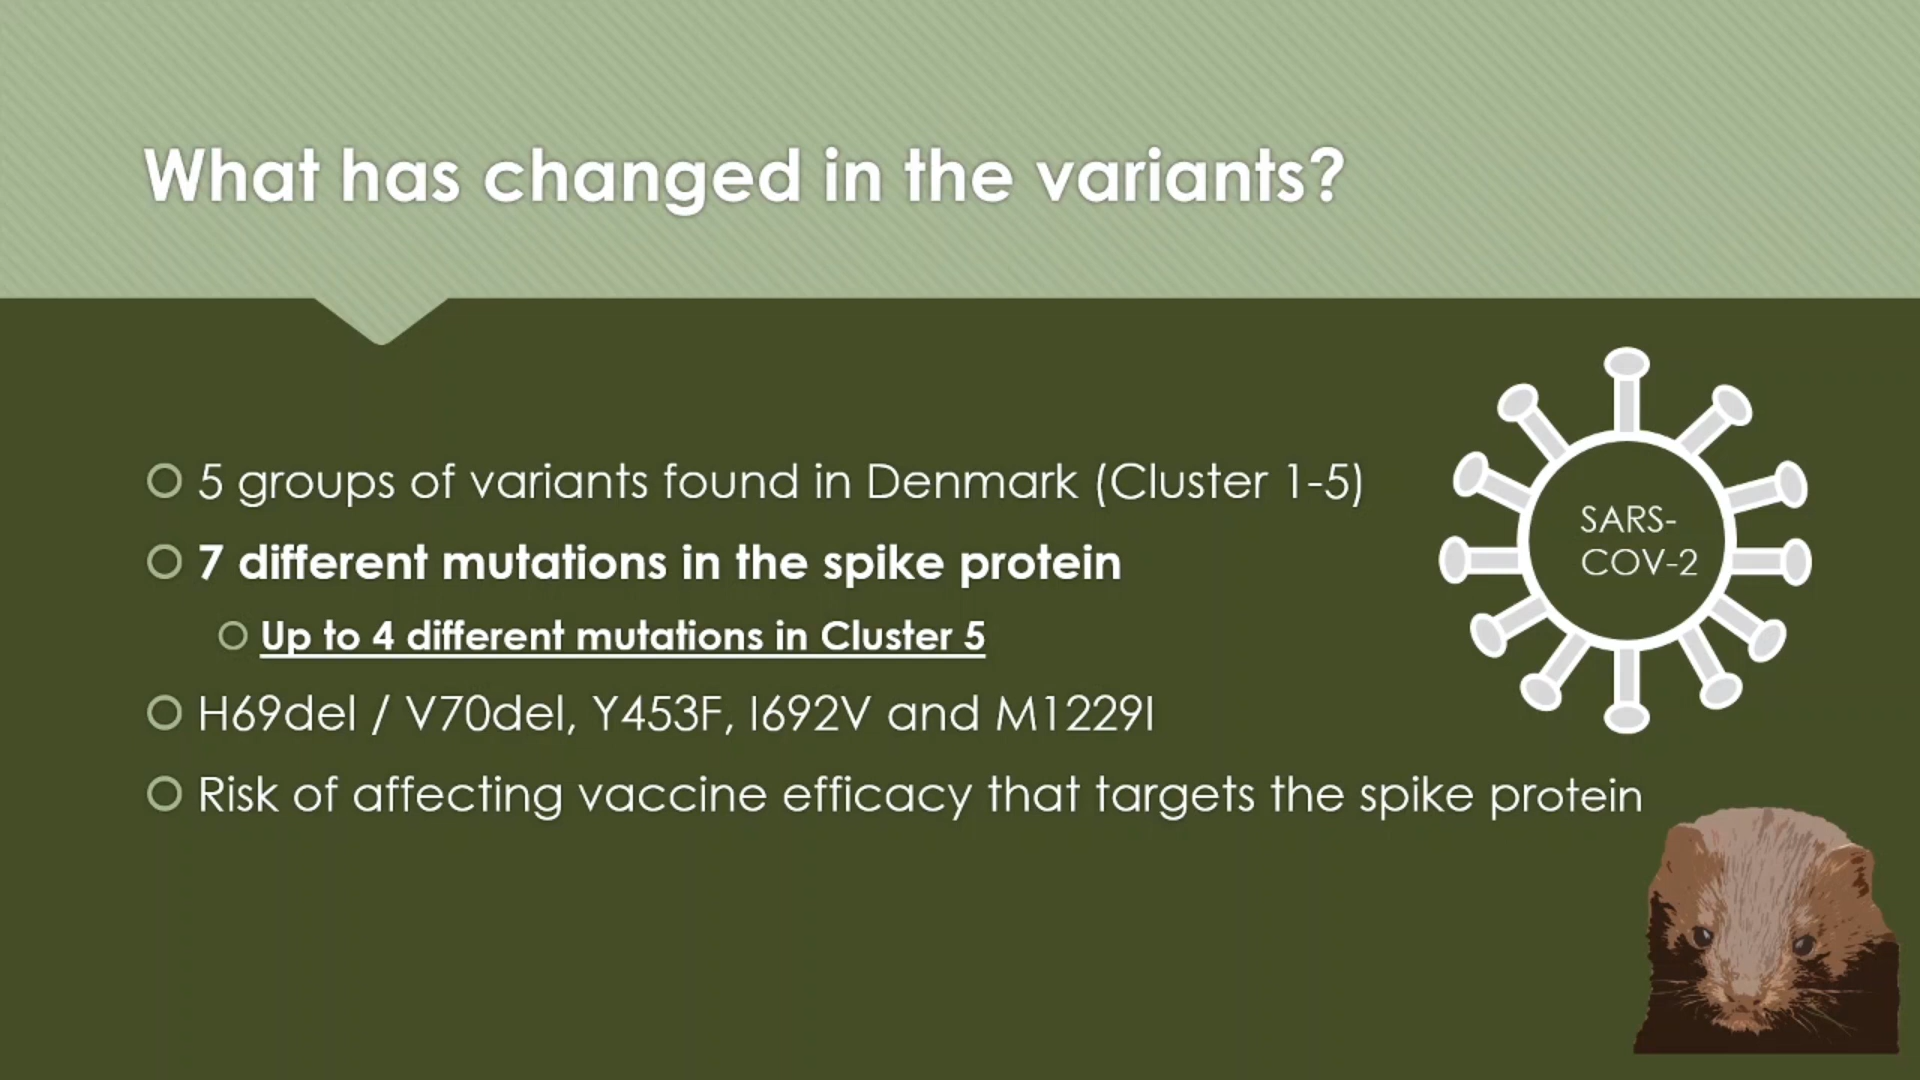 What has changed in the variants?
5 groups of variants found in Denmark (Cluster 1-5)
7 different mutations in the spike protein
Up to 4 different mutations in Cluster 5
H69del / V70del, Y453F, I692V and M1229I
Risk of affecting vaccine efficacy that targets the spike protein
SARS-
COV-2